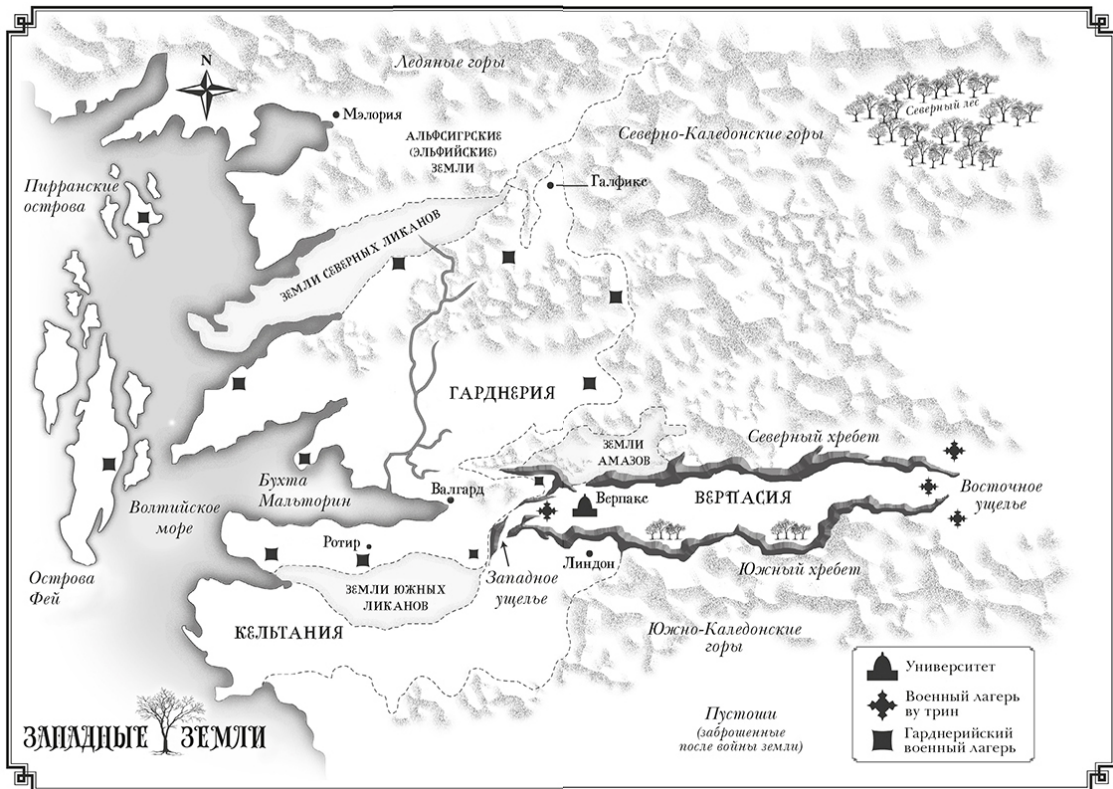 Ледяные горы
N
Мэлория
АЛЬФСИГРСКИЕ
(ЭЛЬФИЙСКИЕ)
ЗЕМЛИ
Северно-Каледонские горы
Северный лес
Пирранские
острова
Галфикс
ЗЕМЛИ СЕВЕРНЫХ ЛИКАНОВ
ГАРДНЕРИЯ
ЗЕМЛИ
АМАЗОВ
Северный хребет
Бухта
Мальторин
Валгард
Верпакс
ВЕРПАСИЯ
Восточное
ущелье
Волтийское
море
Ротир
Линдон
Южный хребет
Западное
ущелье
Острова
Фей
ЗЕМЛИ ЮЖНЫХ
ЛИКАНОВ
КЕЛЬТАНИЯ
Южно-Каледонские
горы
Пустоши
(заброшенные
после войны земли)
ЗАПАДНЫЕ ЗЕМЛИ
Университет
Военный лагерь
ву трин
Гарднерийский
военный лагерь